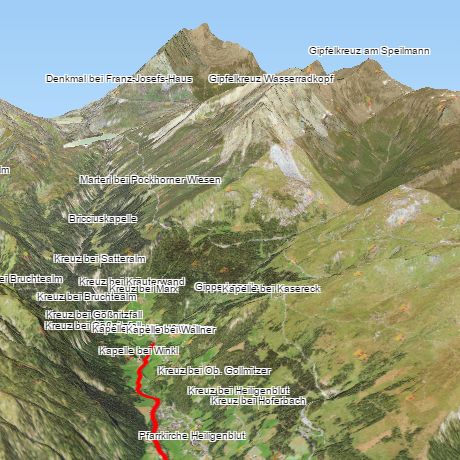 Gipfelkreuz am Speilmann
Denkmal bei Franz-Josefs-Haus
Gipfelkreuz Wasserradkopf
Marterl bei Pockhorner Wiesen
Bricciuskapelle
Kreuz bei Satteralm
bei Bruchtealm
Kreuz bei Kräuterwand
Kreuz bei Marx
Kapelle bei Kasereck
Kreuz bei Bruchtealm
Kreuz bei Gößnitzfall
Kreuz bei
Kapelle bei Wallner
Kapelle bei Winkl
Kreuz bei Ob. Gollmitzer
Kreuz bei Heiligenblut
Kreuz bei Hoferbach
Pfarrkirche Heiligenblut